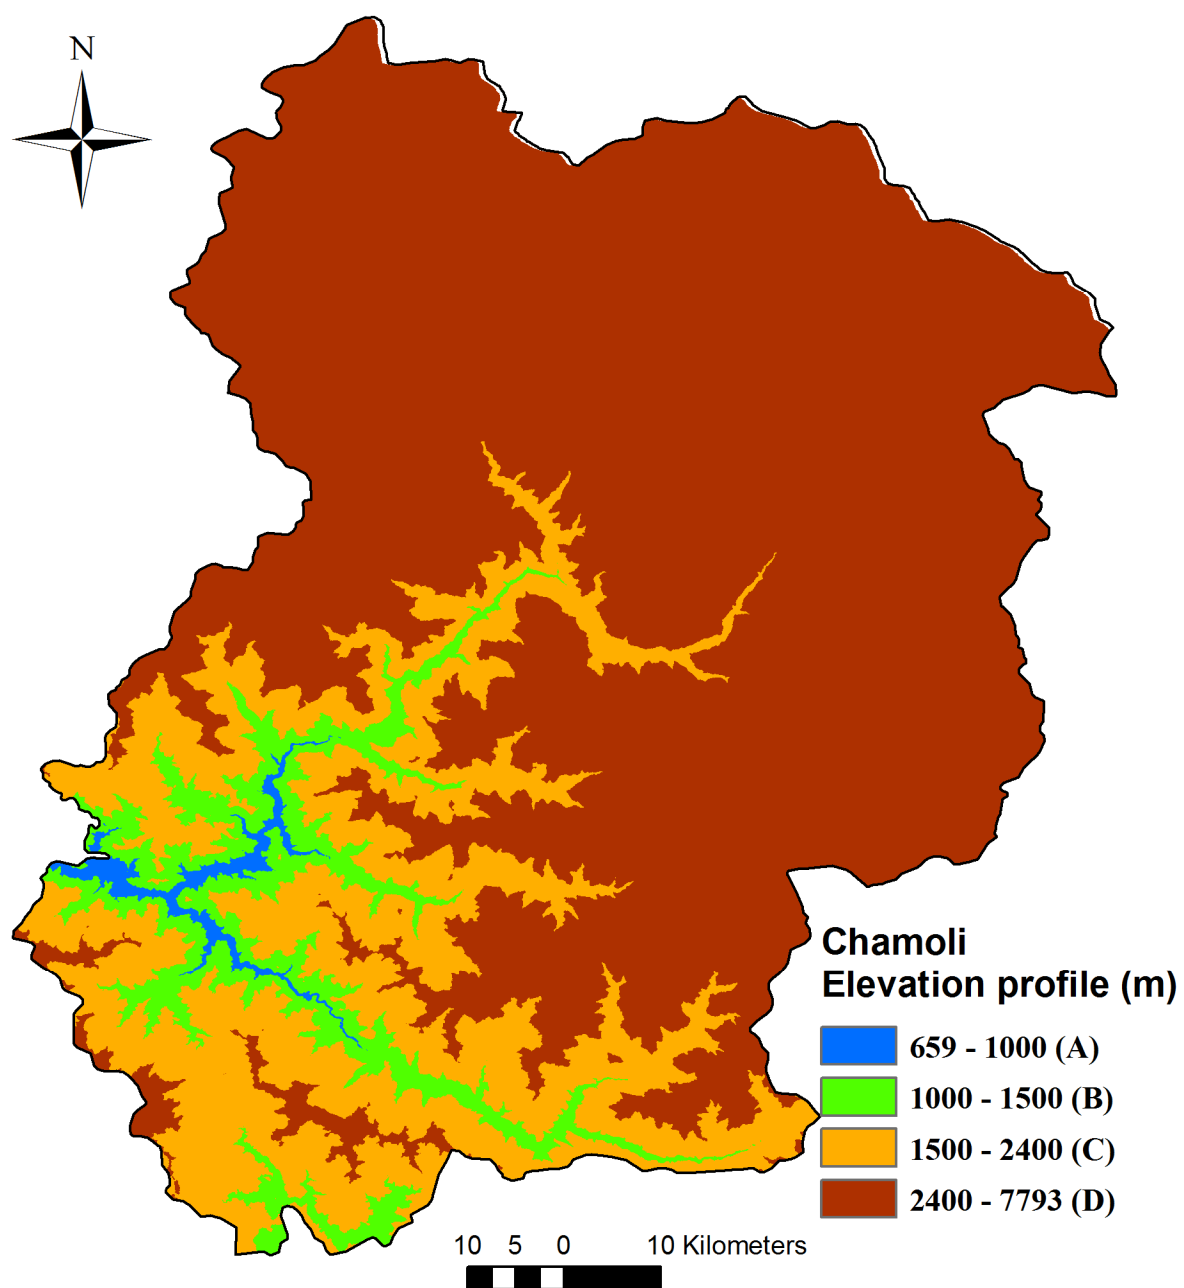 N
Chamoli
Elevation profile (m)
659 - 1000 (A)
1000 - 1500 (B)
1500 - 2400 (C)
2400 - 7793 (D)
10 5 0 10 Kilometers